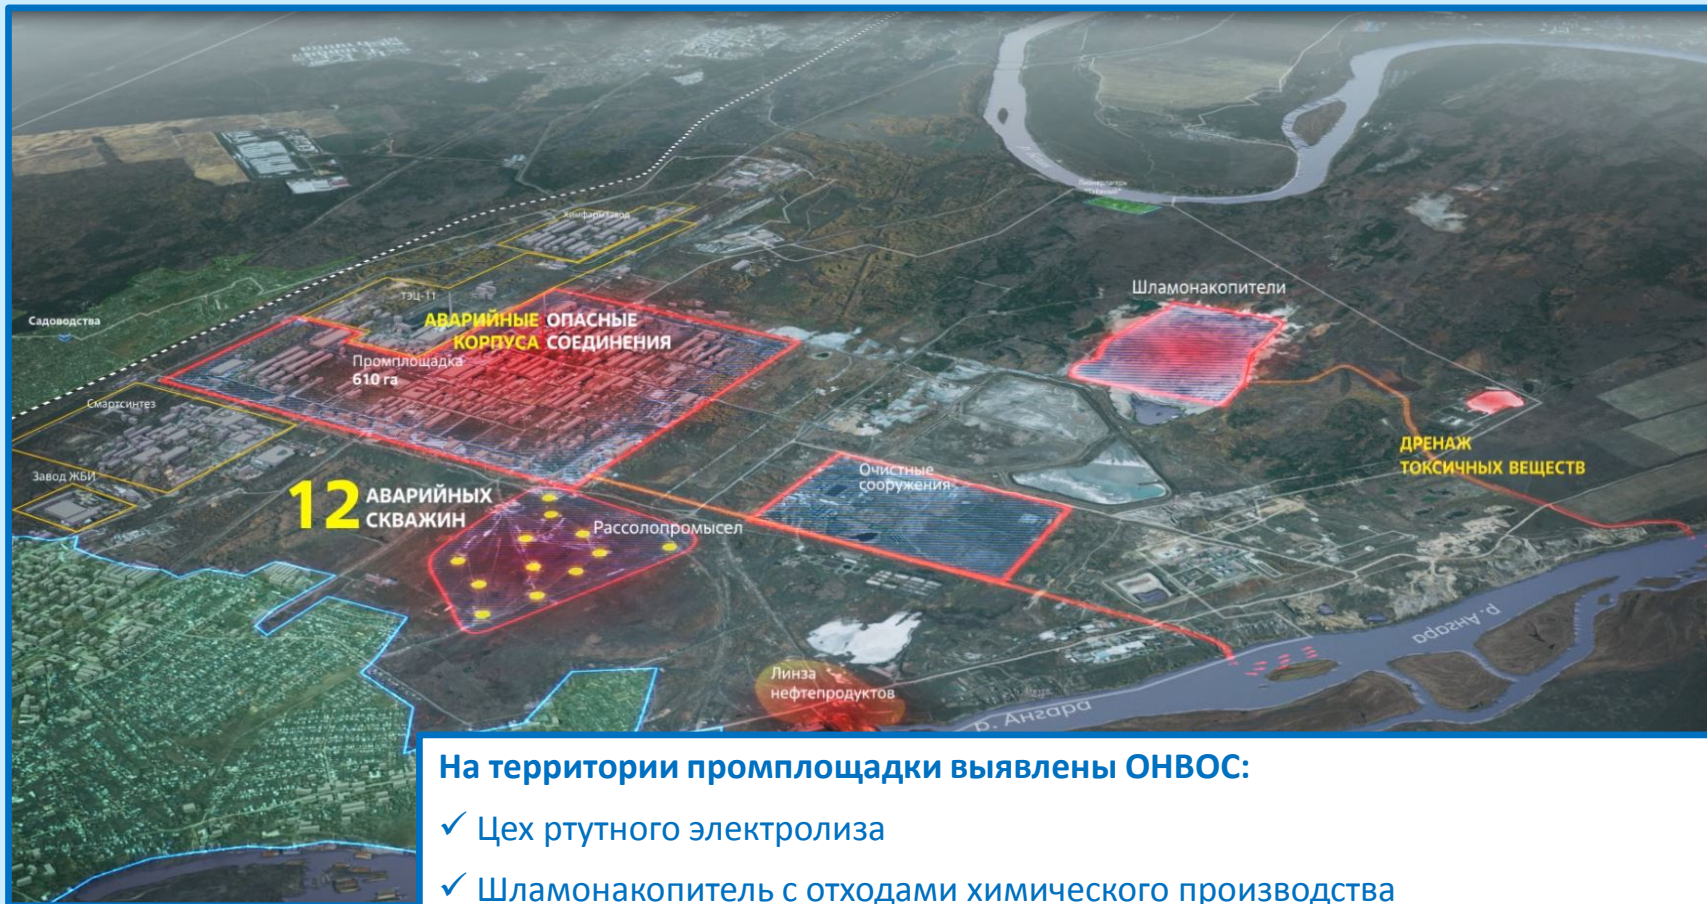 Пионерлагерь
Химфармзавод
Шламонакопители
ТЭЦ-11
Садоводства
АВАРИЙНЫЕ ОПАСНЫЕ
КОРПУСА СОЕДИНЕНИЯ
Промплощадка
610 га
Смартсинтез
ДРЕНАЖ
ТОКСИЧНЫХ ВЕЩЕСТВ
Завод ЖБИ
Очистные
сооружения
12 АВАРИЙНЫХ
СКВАЖИН
Рассолопромысел
р. Ангара
Линза
нефтепродуктов
р. Ангара
На территории промплощадки выявлены ОНВОС:
✓ Цех ртутного электролиза
✓ Шламонакопитель с отходами химического производства